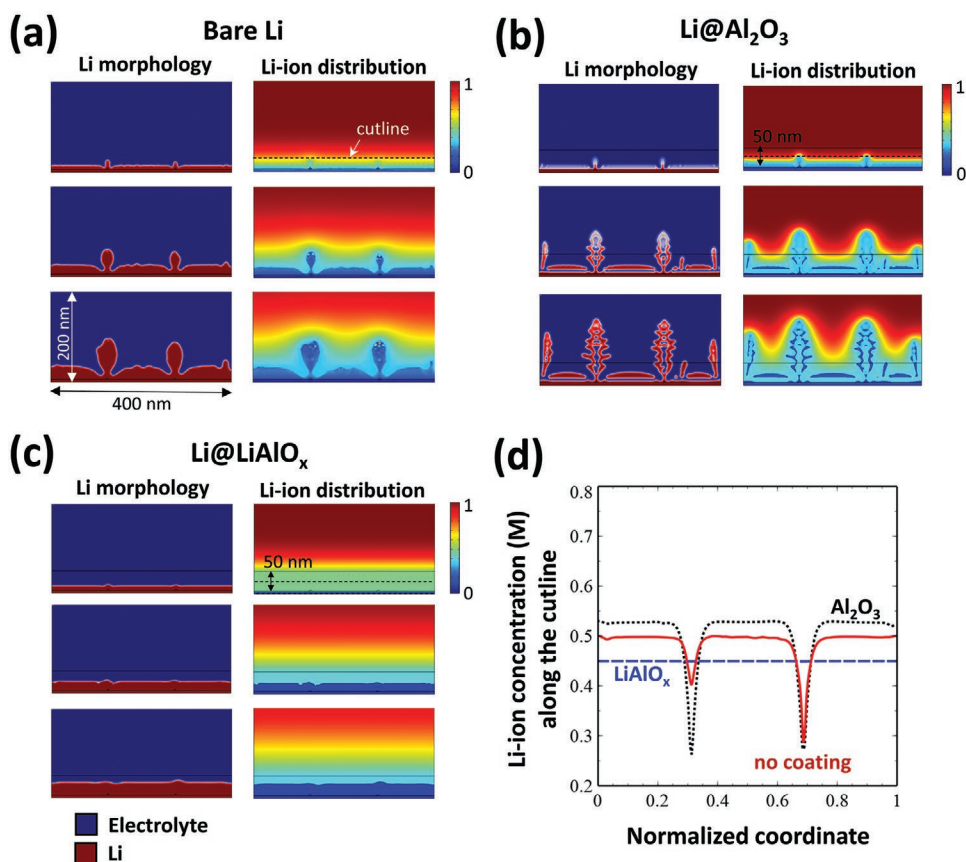 (a)
Bare Li
Li morphology
Li-ion distribution
cutline
1
0
200 nm
400 nm
(b)
Li@Al₂O₃
Li morphology
Li-ion distribution
50 nm
1
0
(c)
Li@LiAlOₓ
Li morphology
Li-ion distribution
50 nm
1
0
Electrolyte
Li
(d)
Li-ion concentration (M)
along the cutline
0.8
0.7
0.6
0.5
0.4
0.3
0.2
Al₂O₃
LiAlOₓ
no coating
0 0.2 0.4 0.6 0.8 1
Normalized coordinate